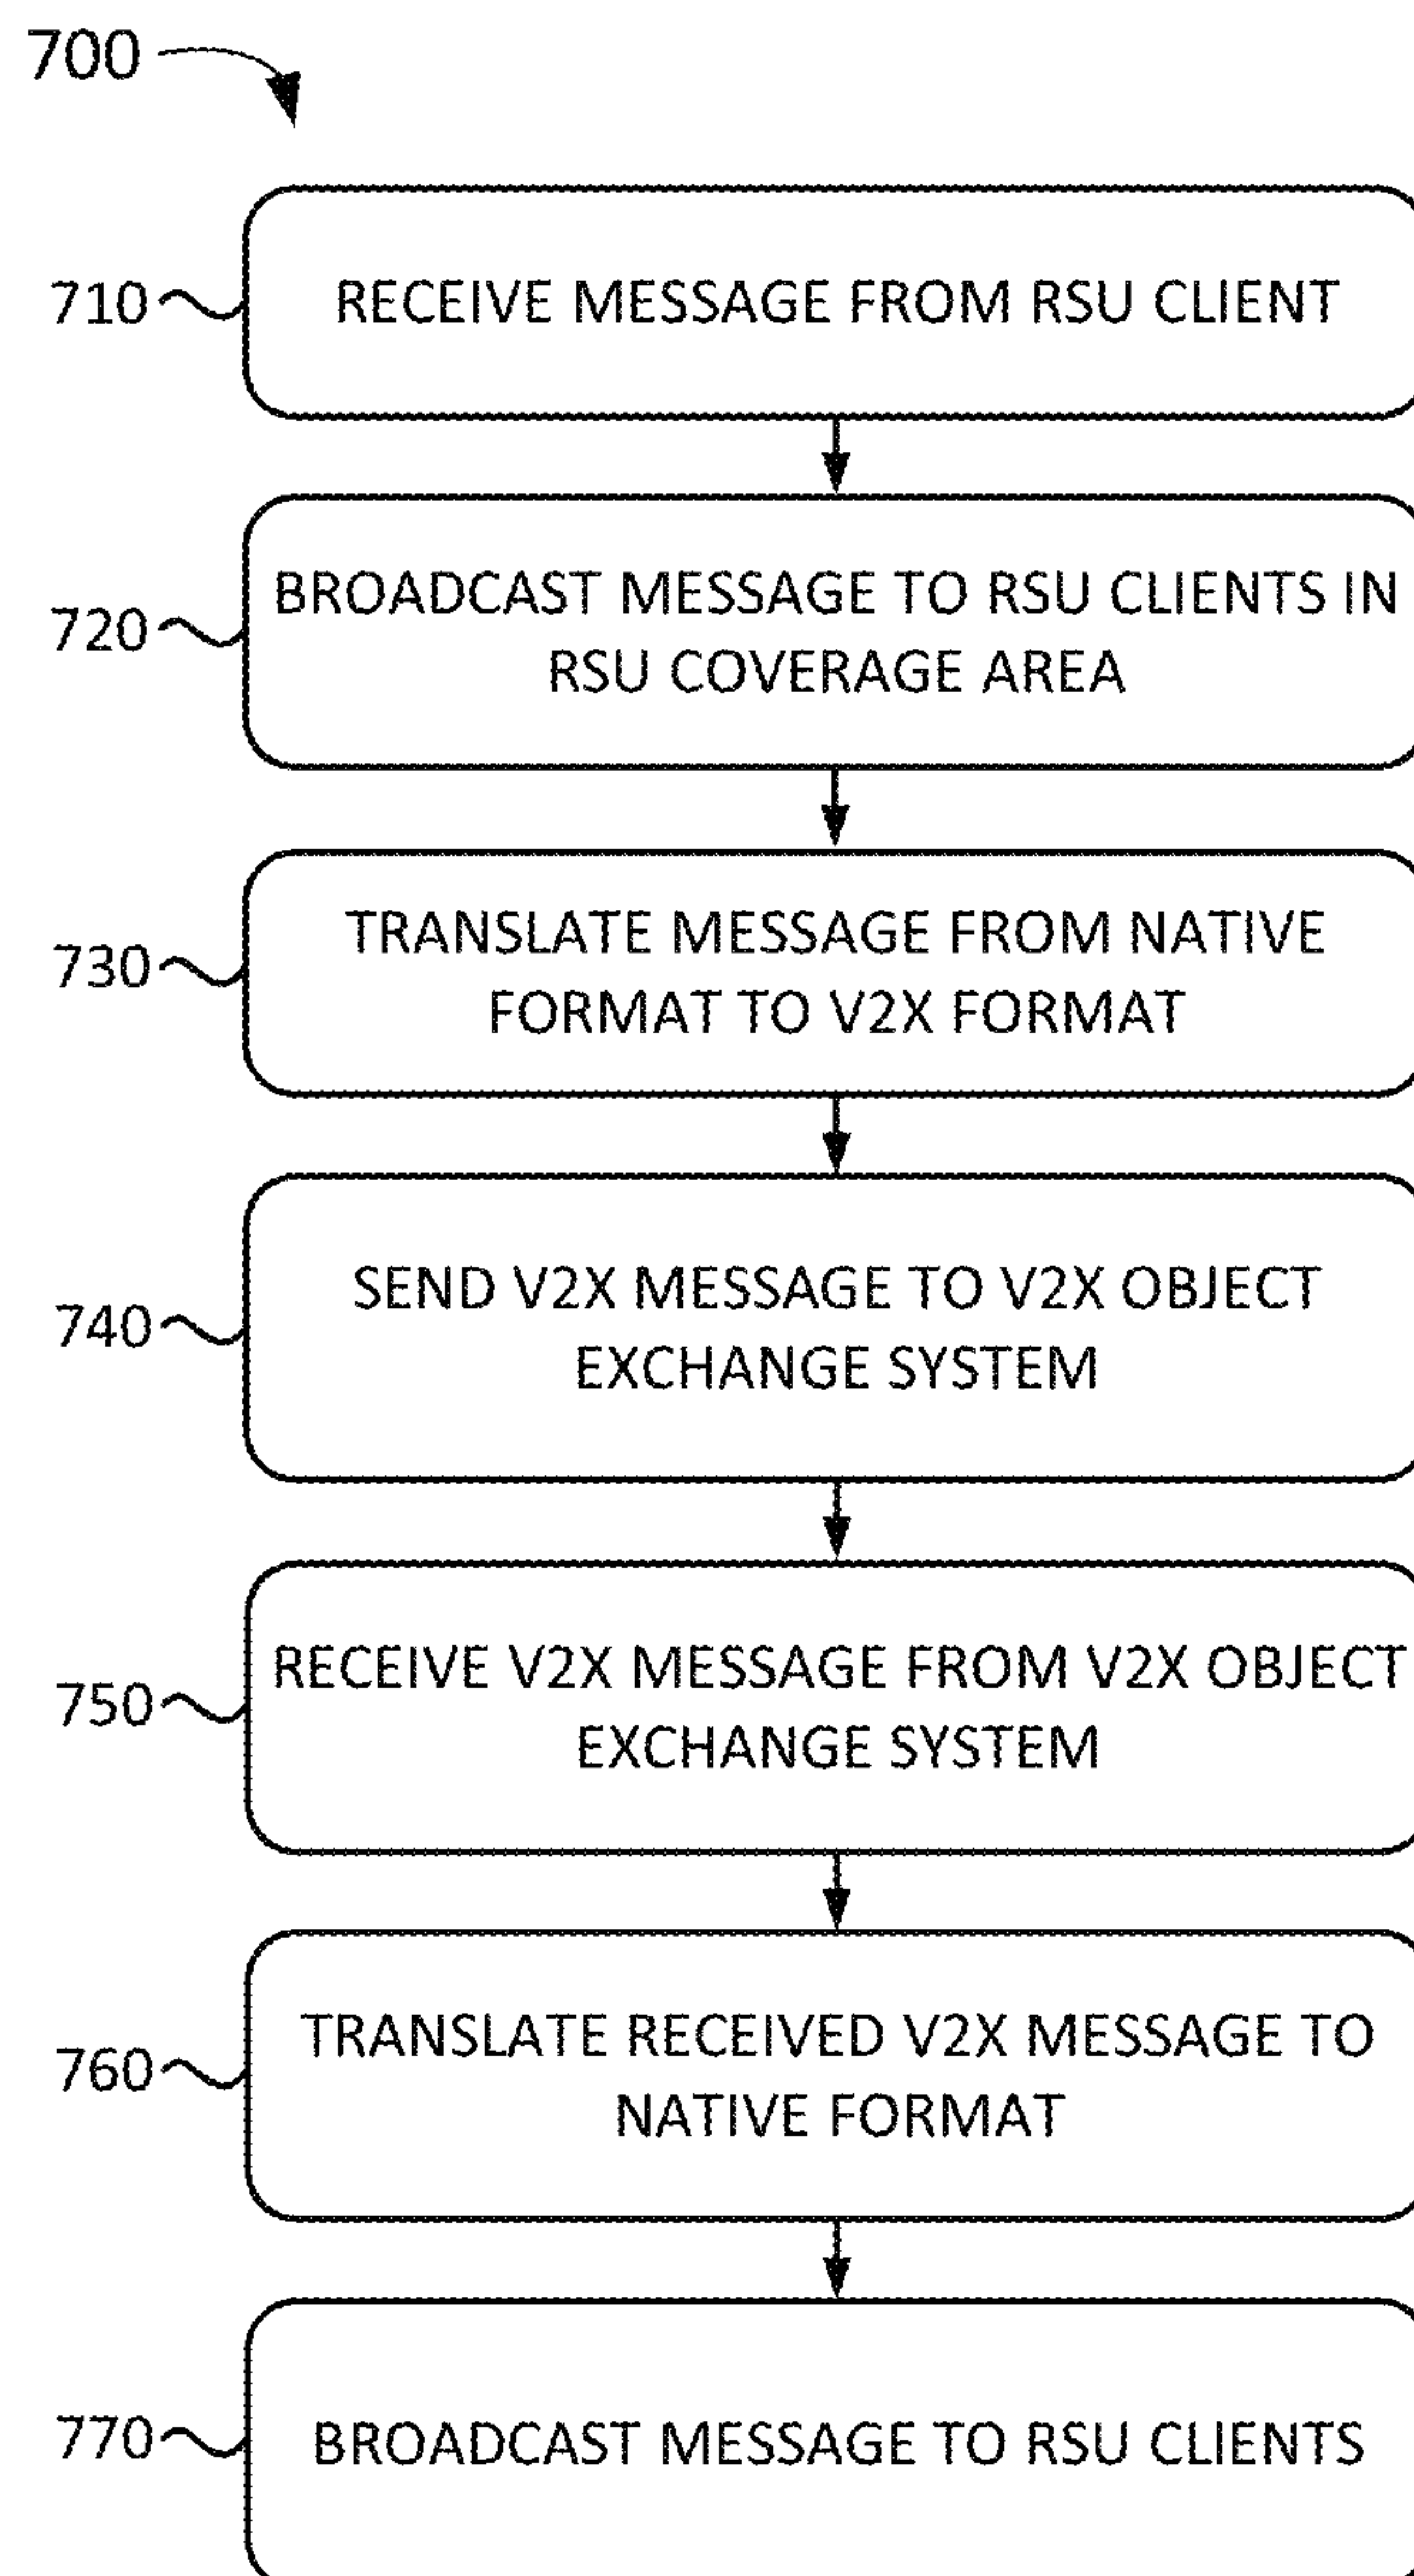 700
710
RECEIVE MESSAGE FROM RSU CLIENT
720
BROADCAST MESSAGE TO RSU CLIENTS IN
RSU COVERAGE AREA
730
TRANSLATE MESSAGE FROM NATIVE
FORMAT TO V2X FORMAT
740
SEND V2X MESSAGE TO V2X OBJECT
EXCHANGE SYSTEM
750
RECEIVE V2X MESSAGE FROM V2X OBJECT
EXCHANGE SYSTEM
760
TRANSLATE RECEIVED V2X MESSAGE TO
NATIVE FORMAT
770
BROADCAST MESSAGE TO RSU CLIENTS